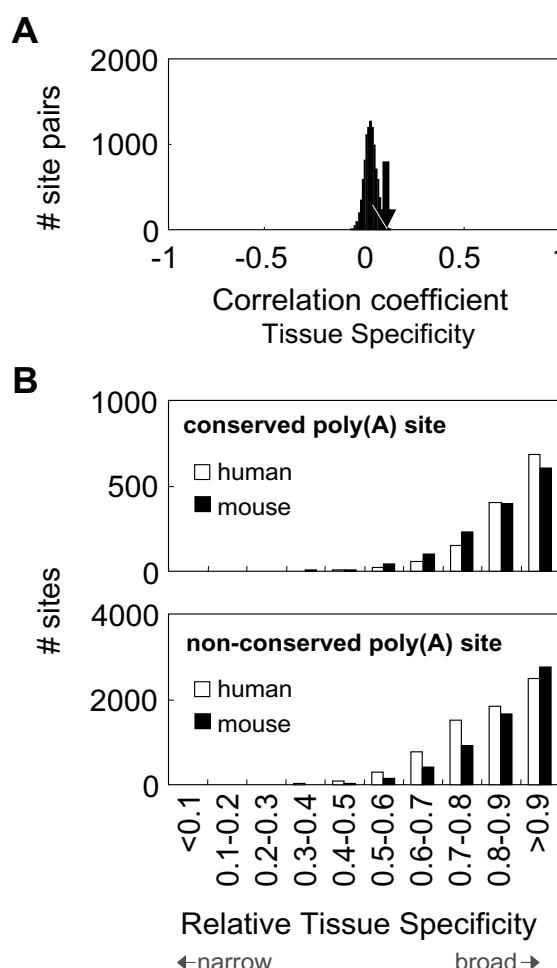 A
2000
1000
0
# site pairs
-1 -0.5 0 0.5 1
Correlation coefficient
Tissue Specificity
B
1000
500
0
conserved poly(A) site
human
mouse
# sites
4000
2000
0
non-conserved poly(A) site
human
mouse
<0.1 0.1-0.2 0.2-0.3 0.3-0.4 0.4-0.5 0.5-0.6 0.6-0.7 0.7-0.8 0.8-0.9 >0.9
Relative Tissue Specificity
←narrow broad→